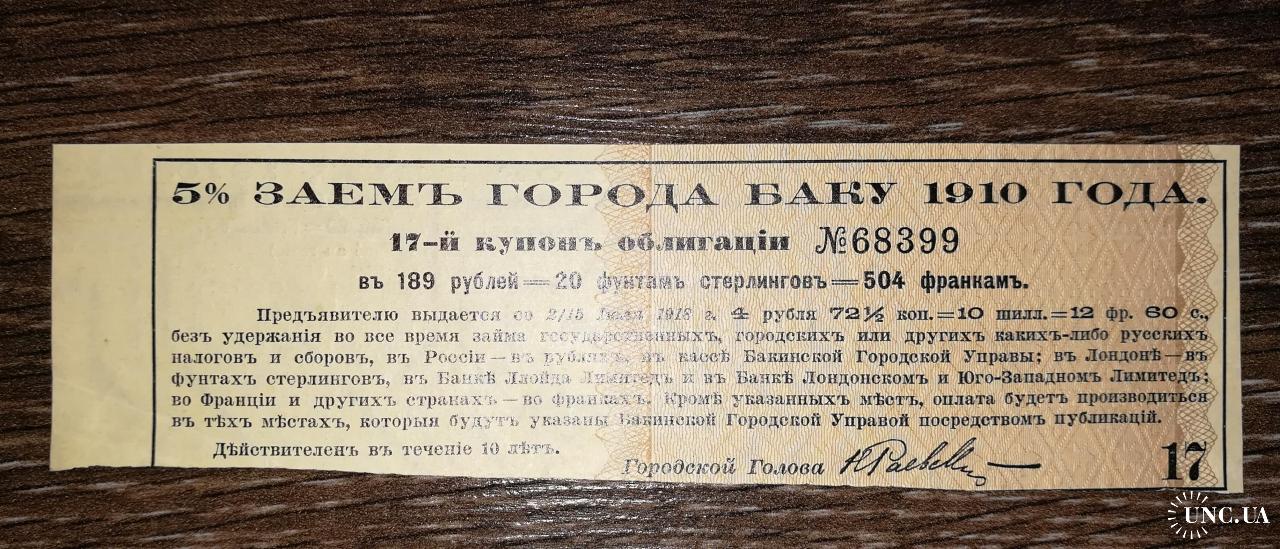 5% ЗАЕМЪ ГОРОДА БАКУ 1910 ГОДА.
17-й купонъ облигаціи №68399
въ 189 рублей=20 фунтам стерлинговъ=504 франкам.
Предъявителю выдается со 2/15 Іюля 1918 г. 4 рубля 72½ коп.=10 шилл.=12 фр. 60 с.,
безъ удержанія во все время займа государственныхъ, городскихъ или другихъ какихъ-либо русскихъ
налоговъ и сборовъ, въ Россіи—въ рубляхъ, въ кассѣ Бакинской Городской Управы; въ Лондонѣ—въ
фунтахъ стерлинговъ, въ Банкѣ Ллойда Лимитедъ и въ Банкѣ Лондонскомъ и Юго-Западномъ Лимитедъ;
во Франціи и другихъ странахъ—во франкахъ. Кромѣ указанныхъ мѣстъ, оплата будетъ производиться
въ тѣхъ мѣстахъ, которыя будутъ указаны Бакинской Городской Управой посредствомъ публикацій.
Дѣйствителенъ въ теченіе 10 лѣтъ.
Городской Голова
17
UNC.UA